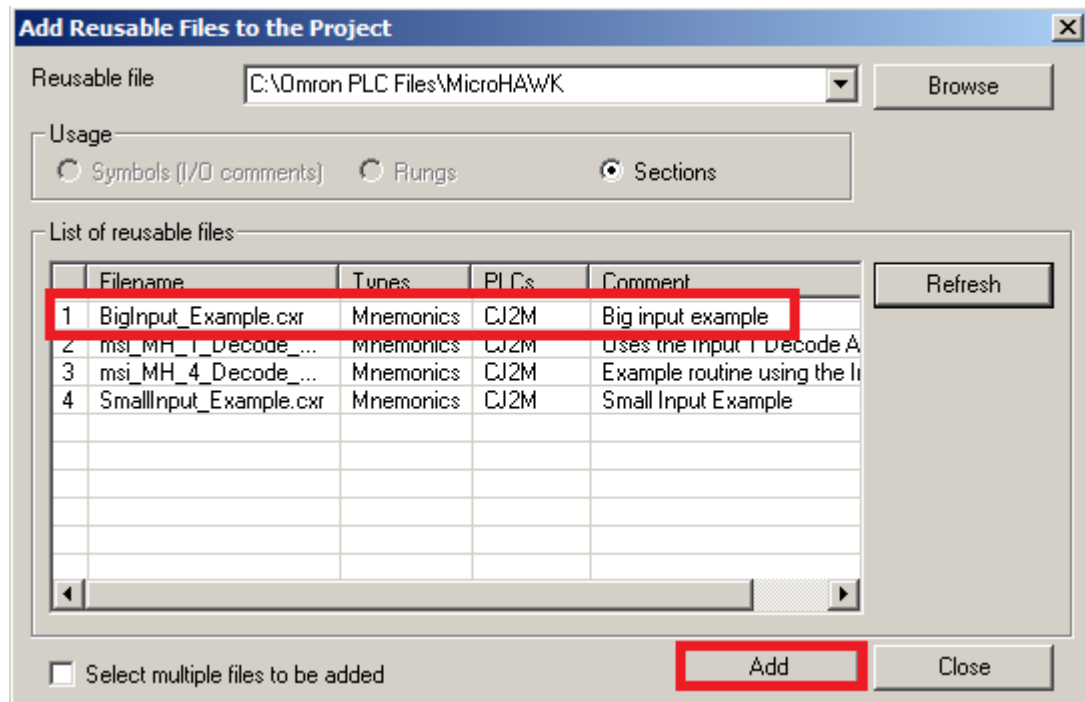 Add Reusable Files to the Project
Reusable file C:\Omron PLC Files\MicroHAWK Browse
Usage
Symbols (I/O comments) Rungs Sections
List of reusable files
Filename Types PLCs Comment Refresh
1 BigInput_Example.cxr Mnemonics CJ2M Big input example
2 msi_MH_1_Decode_... Mnemonics CJ2M Uses the Input 1 Decode A
3 msi_MH_4_Decode_... Mnemonics CJ2M Example routine using the
4 SmallInput_Example.cxr Mnemonics CJ2M Small Input Example
Select multiple files to be added Add Close